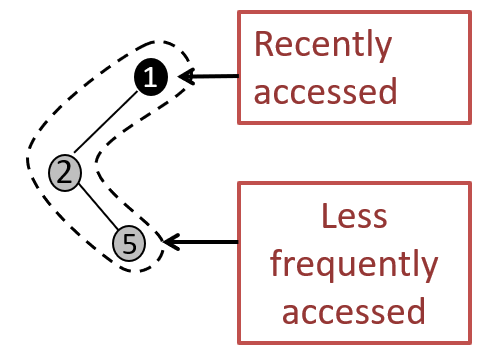 1
Recently
accessed
2
Less
frequently
accessed
5